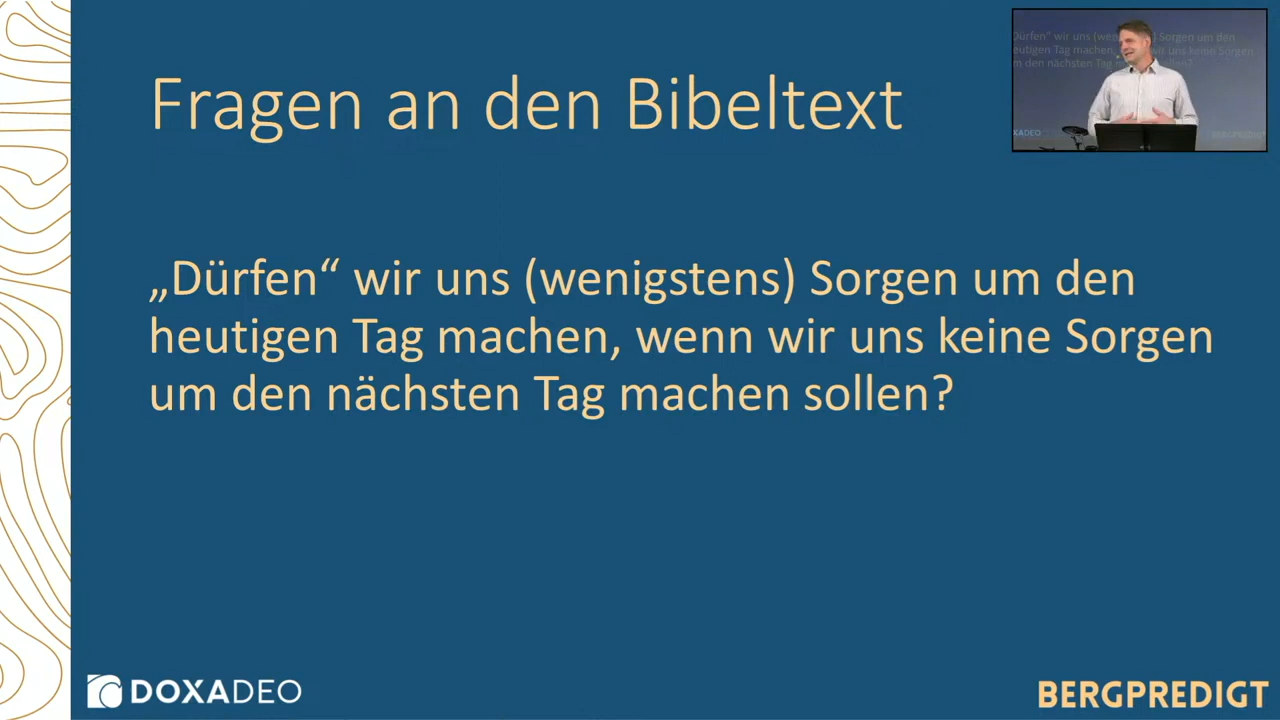 Fragen an den Bibeltext
„Dürfen“ wir uns (wenigstens) Sorgen um den
heutigen Tag machen, wenn wir uns keine Sorgen
um den nächsten Tag machen sollen?
DOXADEO
BERGPREDIGT